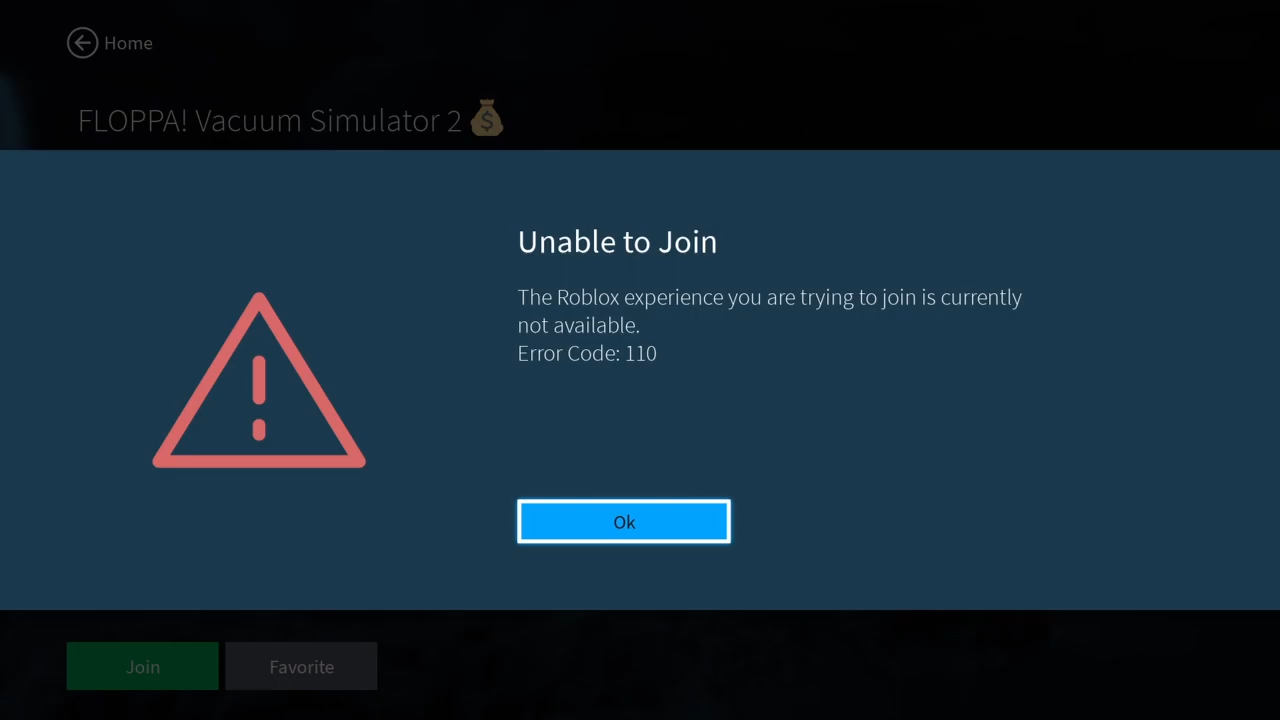 Home
FLOPPA! Vacuum Simulator 2 💰
Unable to Join
The Roblox experience you are trying to join is currently
not available.
Error Code: 110
Ok
Join Favorite